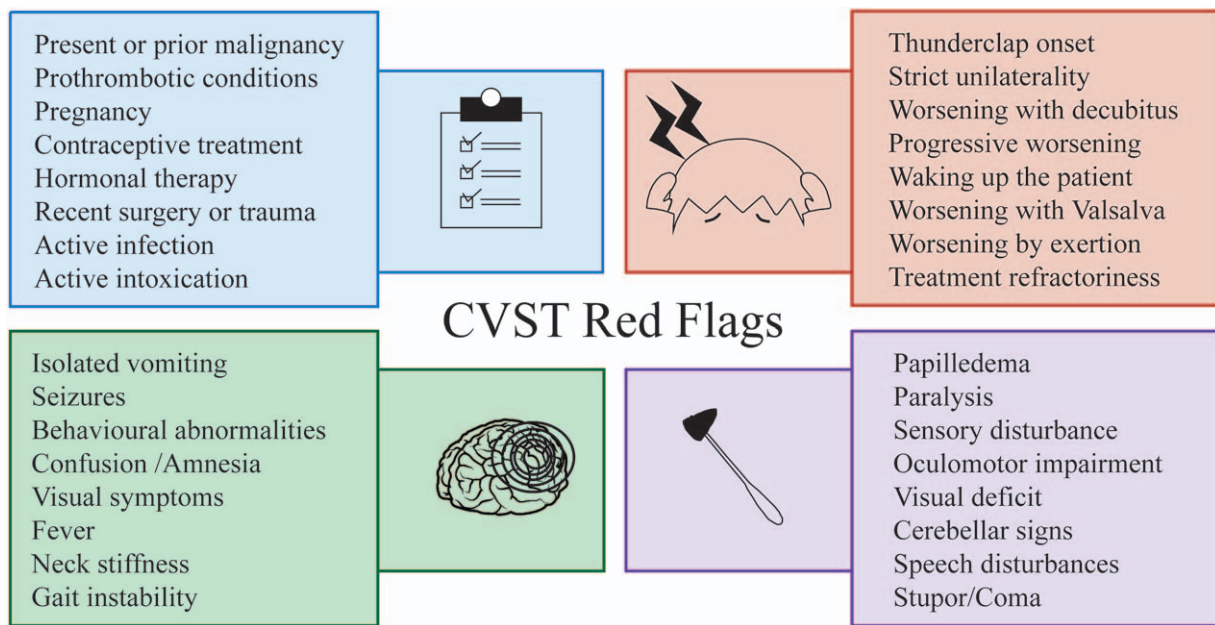 Present or prior malignancy
Prothrombotic conditions
Pregnancy
Contraceptive treatment
Hormonal therapy
Recent surgery or trauma
Active infection
Active intoxication
Thunderclap onset
Strict unilaterality
Worsening with decubitus
Progressive worsening
Waking up the patient
Worsening with Valsalva
Worsening by exertion
Treatment refractoriness
CVST Red Flags
Isolated vomiting
Seizures
Behavioural abnormalities
Confusion /Amnesia
Visual symptoms
Fever
Neck stiffness
Gait instability
Papilledema
Paralysis
Sensory disturbance
Oculomotor impairment
Visual deficit
Cerebellar signs
Speech disturbances
Stupor/Coma